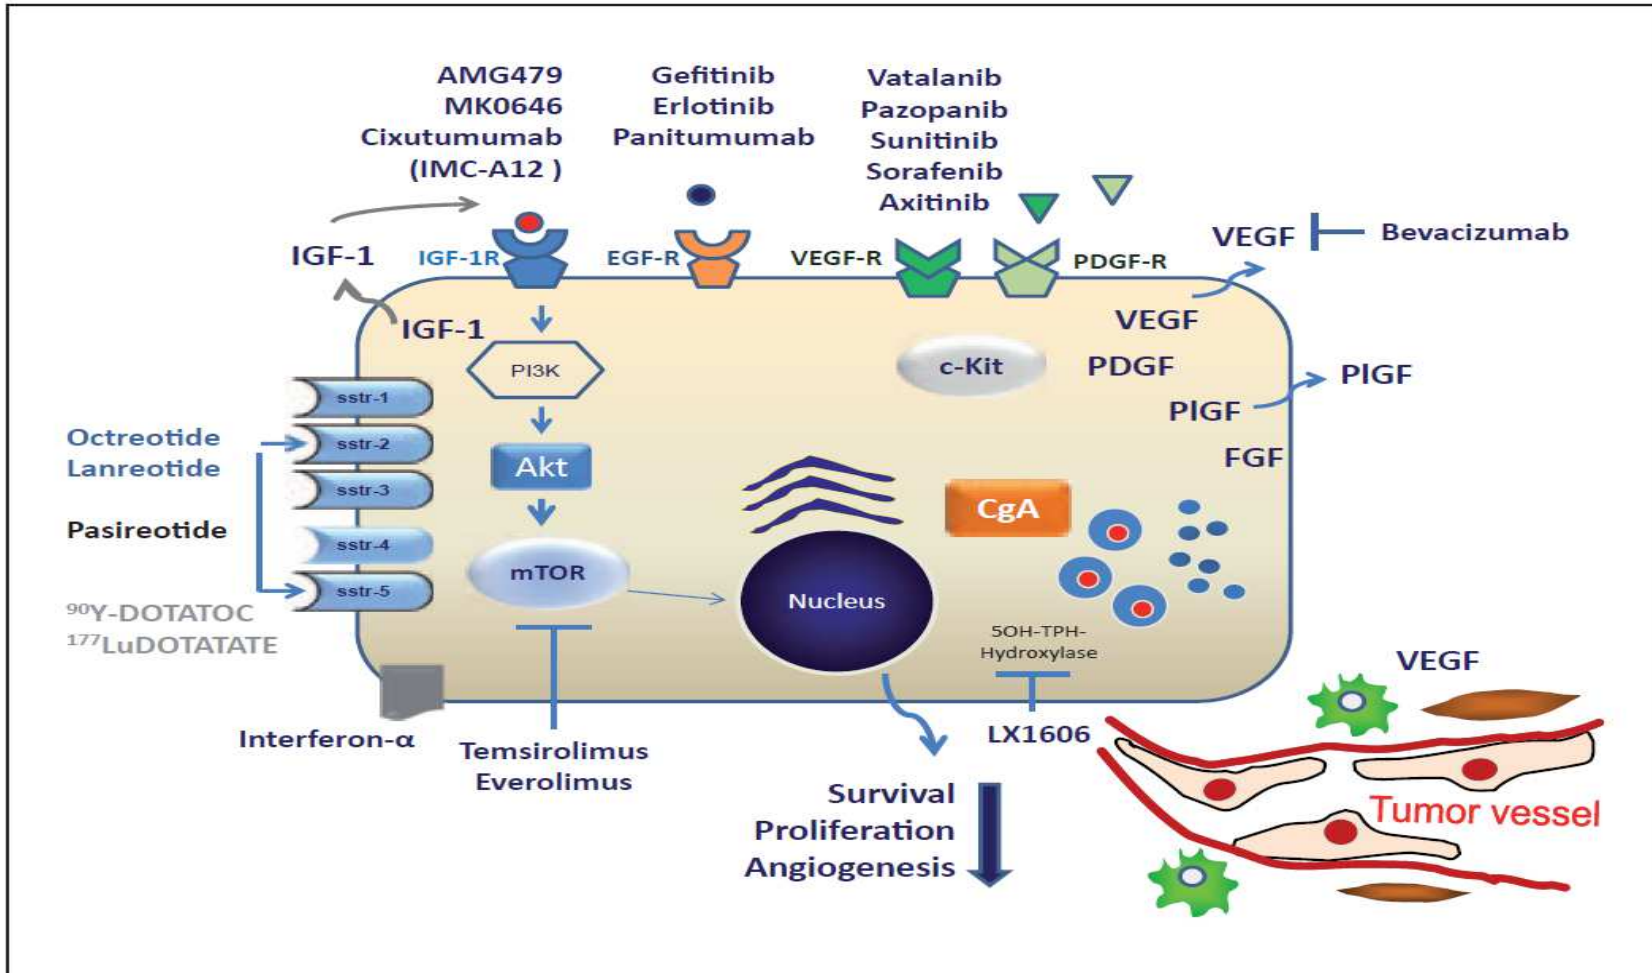 AMG479
MK0646
Cixutumumab
(IMC-A12 )
Gefitinib
Erlotinib
Panitumumab
Vatalanib
Pazopanib
Sunitinib
Sorafenib
Axitinib
IGF-1
IGF-1R
EGF-R
VEGF-R
PDGF-R
VEGF
Bevacizumab
IGF-1
VEGF
PI3K
c-Kit
PDGF
PlGF
PlGF
sstr-1
Octreotide
Lanreotide
sstr-2
Akt
FGF
sstr-3
CgA
Pasireotide
sstr-4
mTOR
sstr-5
Nucleus
⁹⁰Y-DOTATOC
¹⁷⁷LuDOTATATE
5OH-TPH-
Hydroxylase
VEGF
Interferon-α
Temsirolimus
Everolimus
LX1606
Survival
Proliferation
Angiogenesis
Tumor vessel